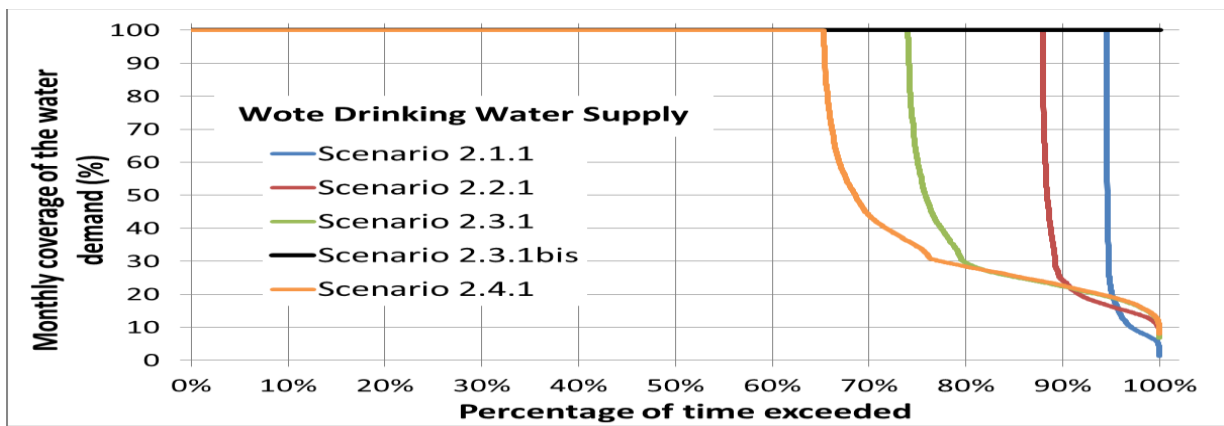 Monthly coverage of the water
demand (%)
100
90
80
70
60
50
40
30
20
10
0
Wote Drinking Water Supply
Scenario 2.1.1
Scenario 2.2.1
Scenario 2.3.1
Scenario 2.3.1bis
Scenario 2.4.1
0% 10% 20% 30% 40% 50% 60% 70% 80% 90% 100%
Percentage of time exceeded